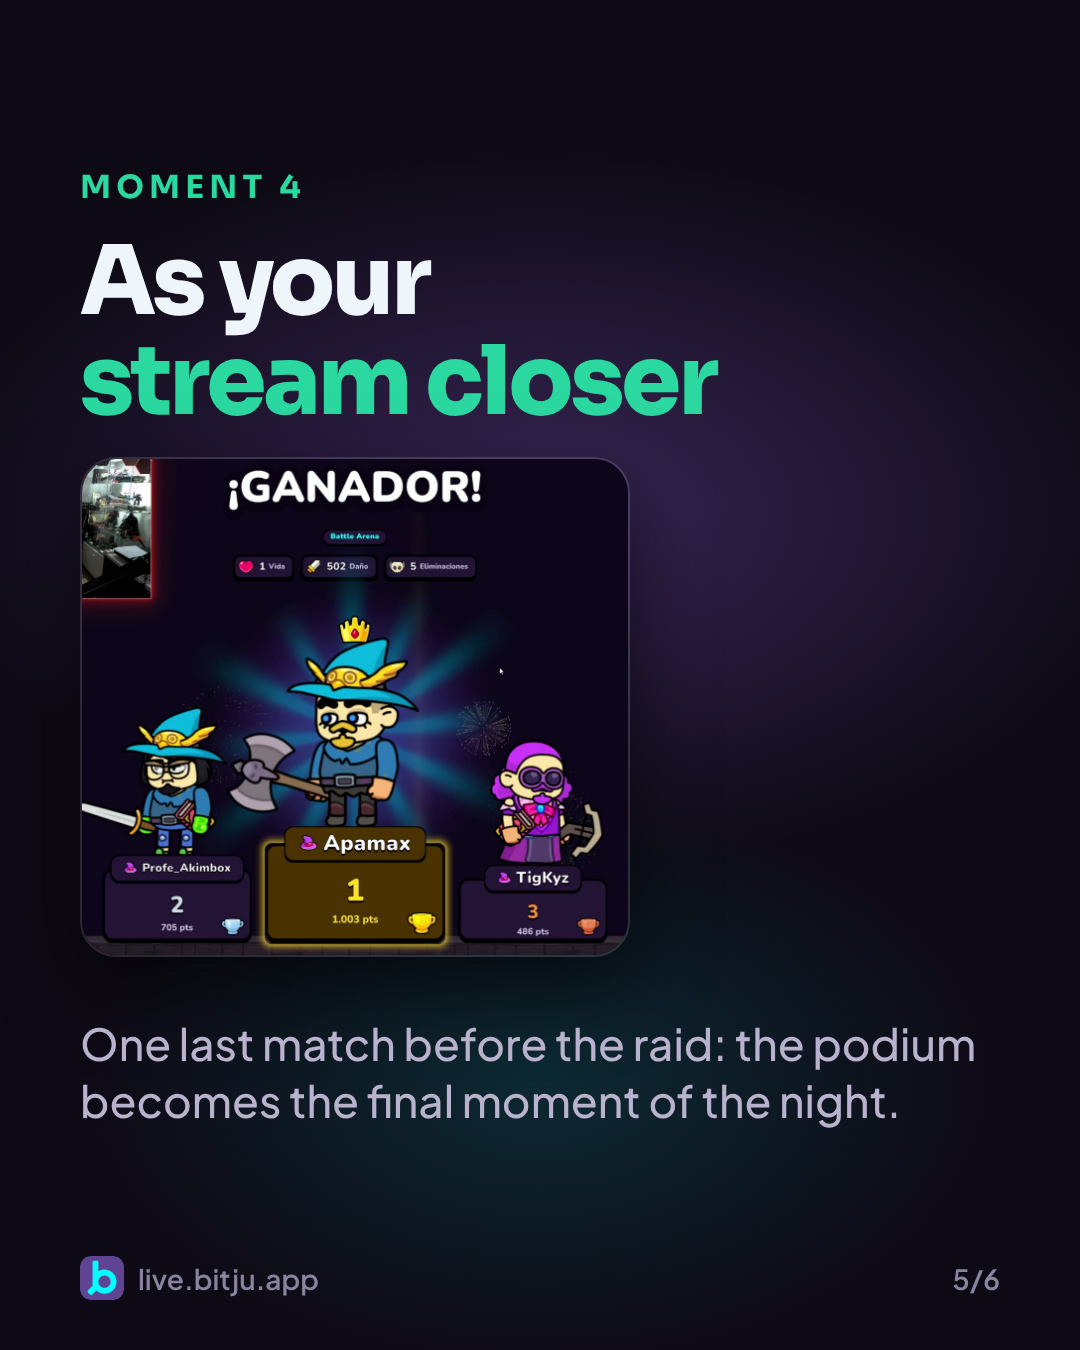 MOMENT 4
As your
stream closer
¡GANADOR!
Battle Arena
1 Vida
502 Daño
5 Eliminaciones
Profe_Akimbox
2
705 pts
Apamax
1
1.003 pts
TigKyz
3
486 pts
One last match before the raid: the podium
becomes the final moment of the night.
live.bitju.app
5/6